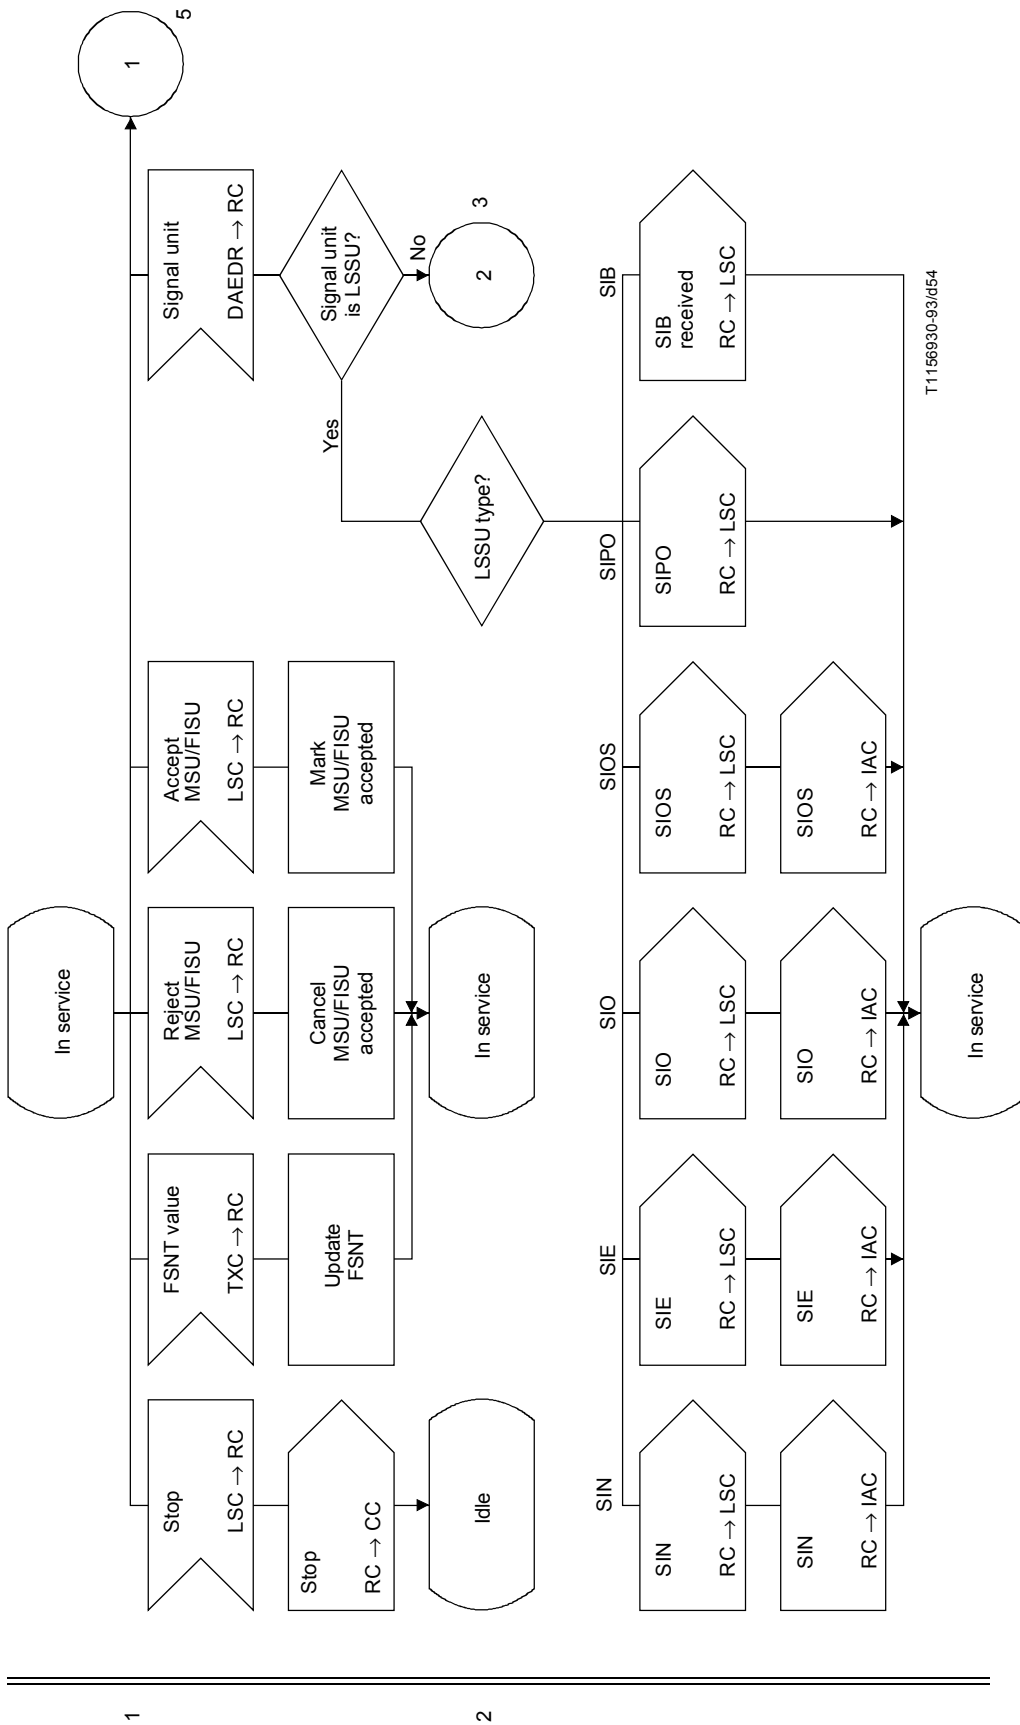 In service
1
5
1
Stop
LSC → RC
FSNT value
TXC → RC
Reject
MSU/FISU
LSC → RC
Accept
MSU/FISU
LSC → RC
Signal unit
DAEDR → RC
Stop
RC → CC
Update
FSNT
Cancel
MSU/FISU
accepted
Mark
MSU/FISU
accepted
Signal unit
is LSSU?
Yes
No
2
Idle
In service
LSSU type?
2
3
SIN
SIE
SIO
SIOS
SIPO
SIB
SIN
RC → LSC
SIE
RC → LSC
SIO
RC → LSC
SIOS
RC → LSC
SIPO
RC → LSC
SIB
received
RC → LSC
SIN
RC → IAC
SIE
RC → IAC
SIO
RC → IAC
SIOS
RC → IAC
In service
T1156930-93/d54